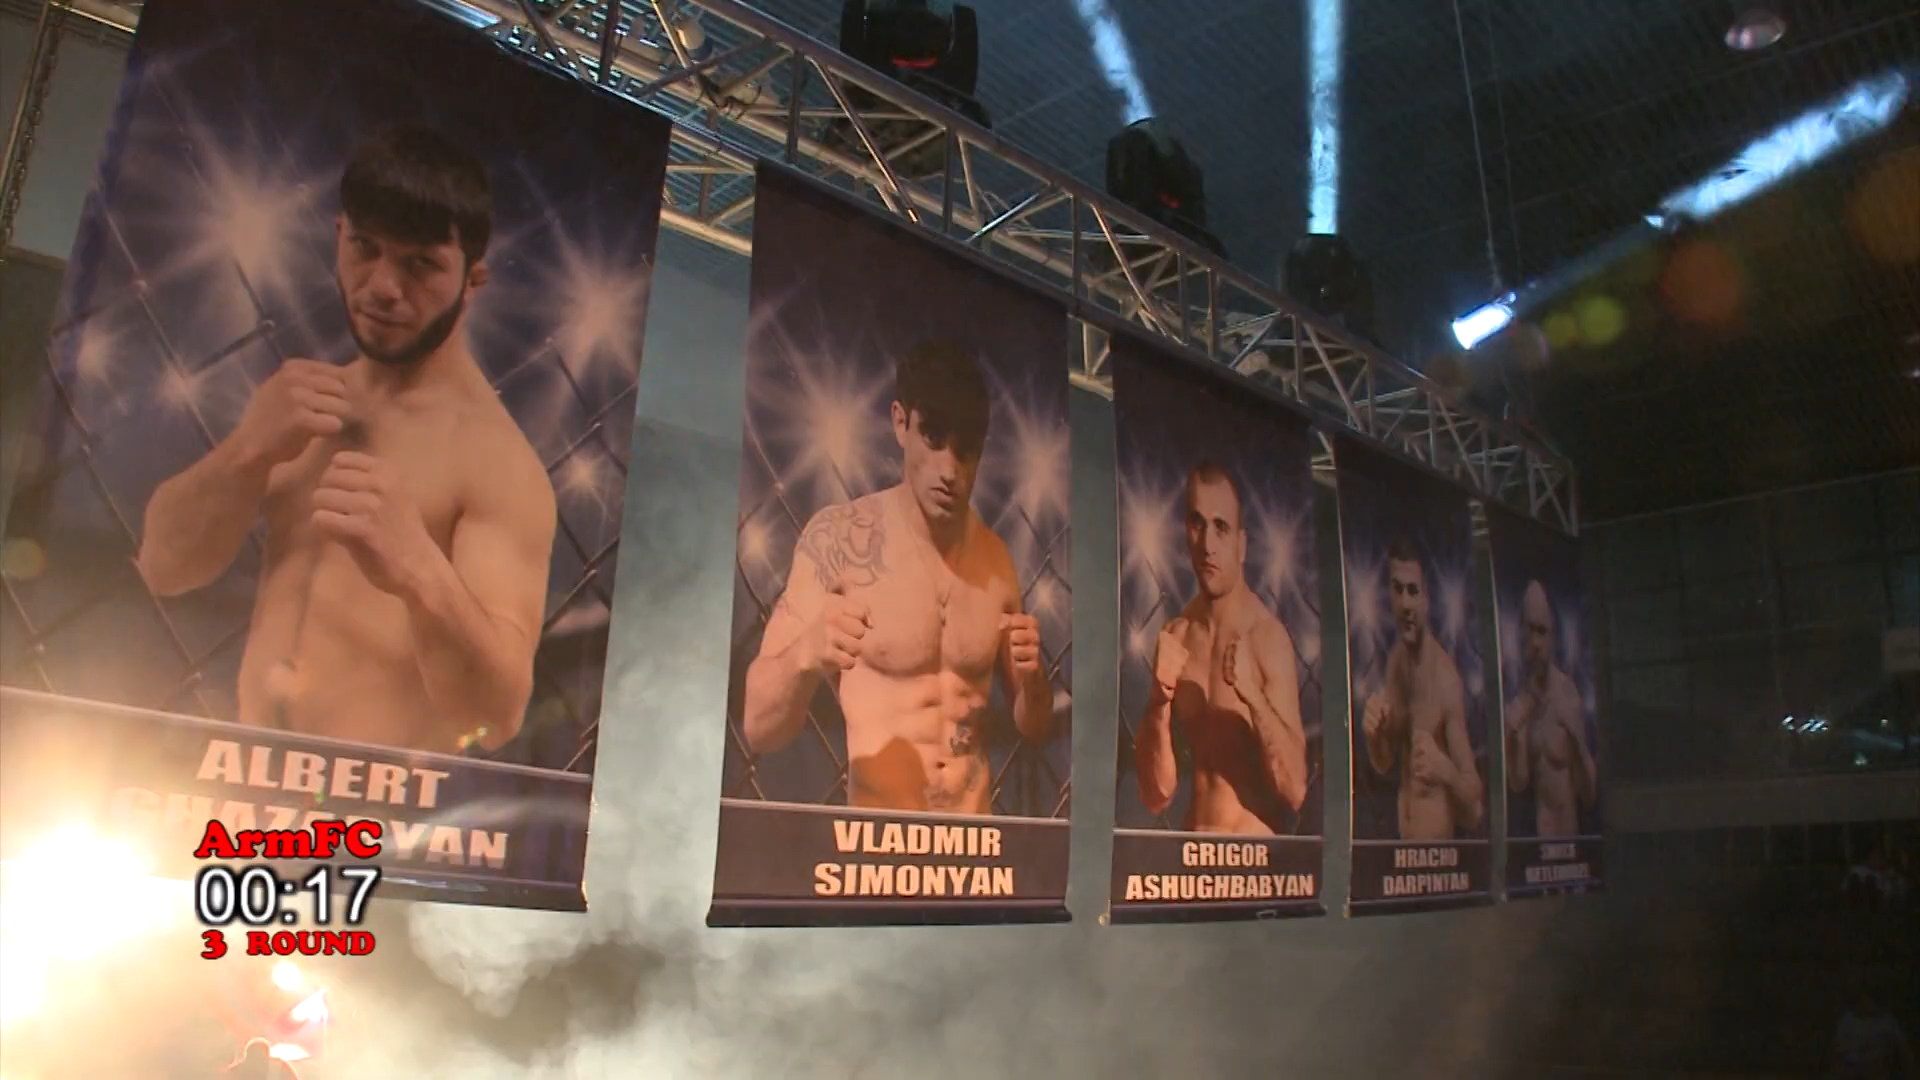 ALBERT
VLADMIR
SIMONYAN
GRIGOR
ASHUGHBABYAN
HRACHO
DARPINYAN
ArmFC
00:17
3 ROUND